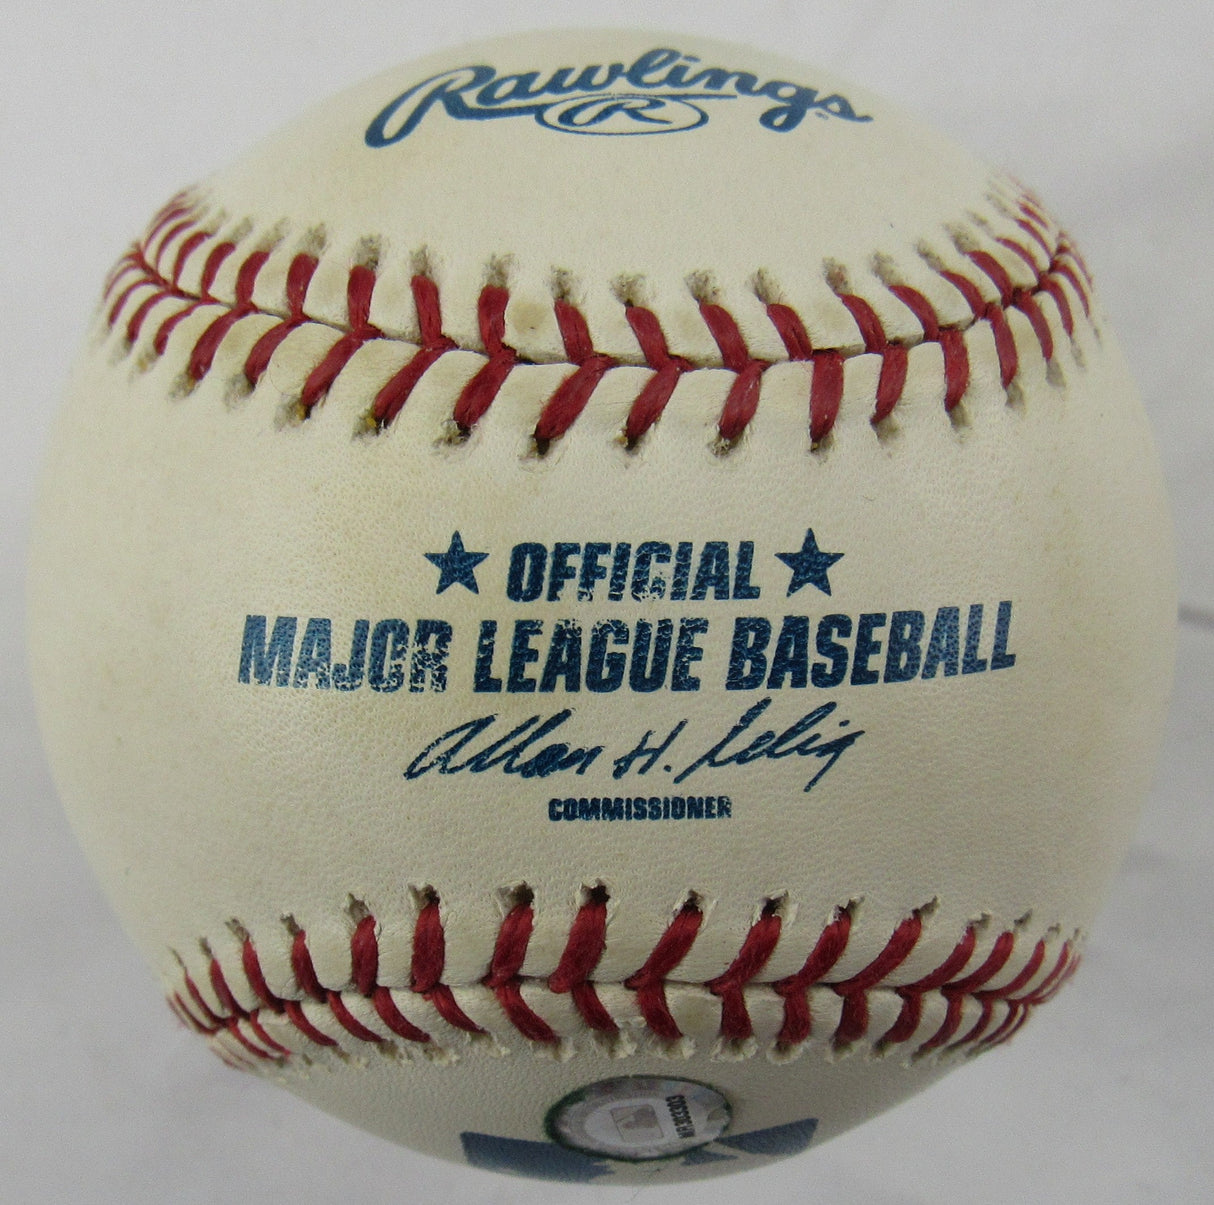 Rawlings
R
OFFICIAL
MAJOR LEAGUE BASEBALL
Allan H. Selig
COMMISSIONER